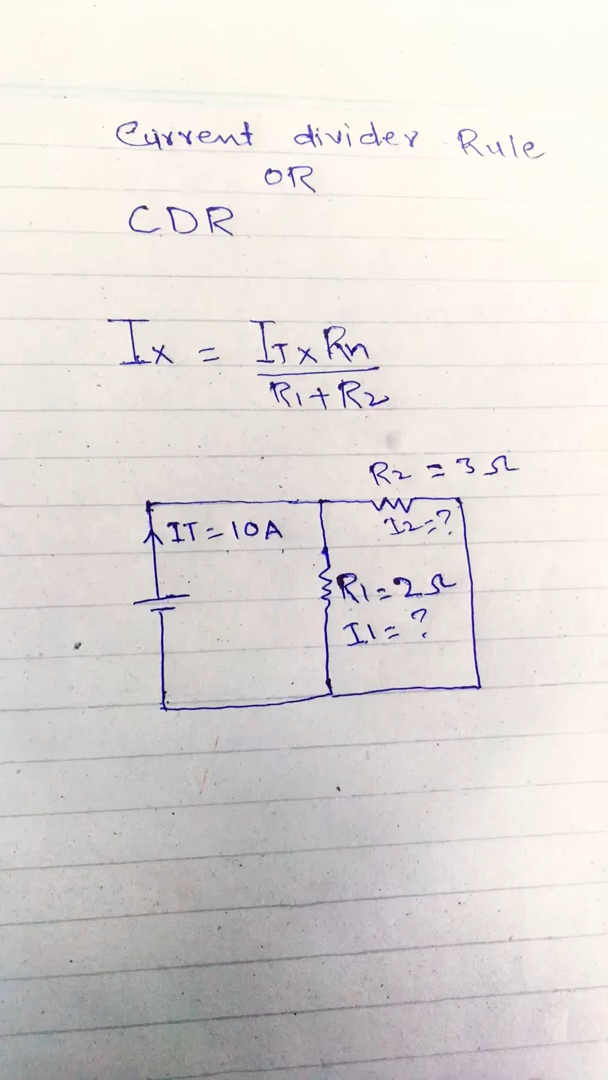 Current divider Rule
OR
CDR
Ix = IT x Rn
R1 + R2
R2 = 3 Ω
IT = 10A
I2 = ?
R1 = 2 Ω
I1 = ?